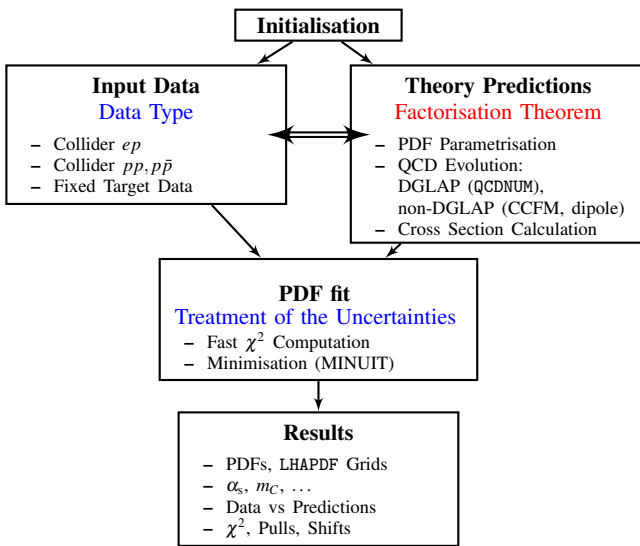 Initialisation
Input Data
Data Type
– Collider ep
– Collider pp, pp̄
– Fixed Target Data
Theory Predictions
Factorisation Theorem
– PDF Parametrisation
– QCD Evolution:
DGLAP (QCDNUM),
non-DGLAP (CCFM, dipole)
– Cross Section Calculation
PDF fit
Treatment of the Uncertainties
– Fast χ² Computation
– Minimisation (MINUIT)
Results
– PDFs, LHAPDF Grids
– αs, mC, …
– Data vs Predictions
– χ², Pulls, Shifts